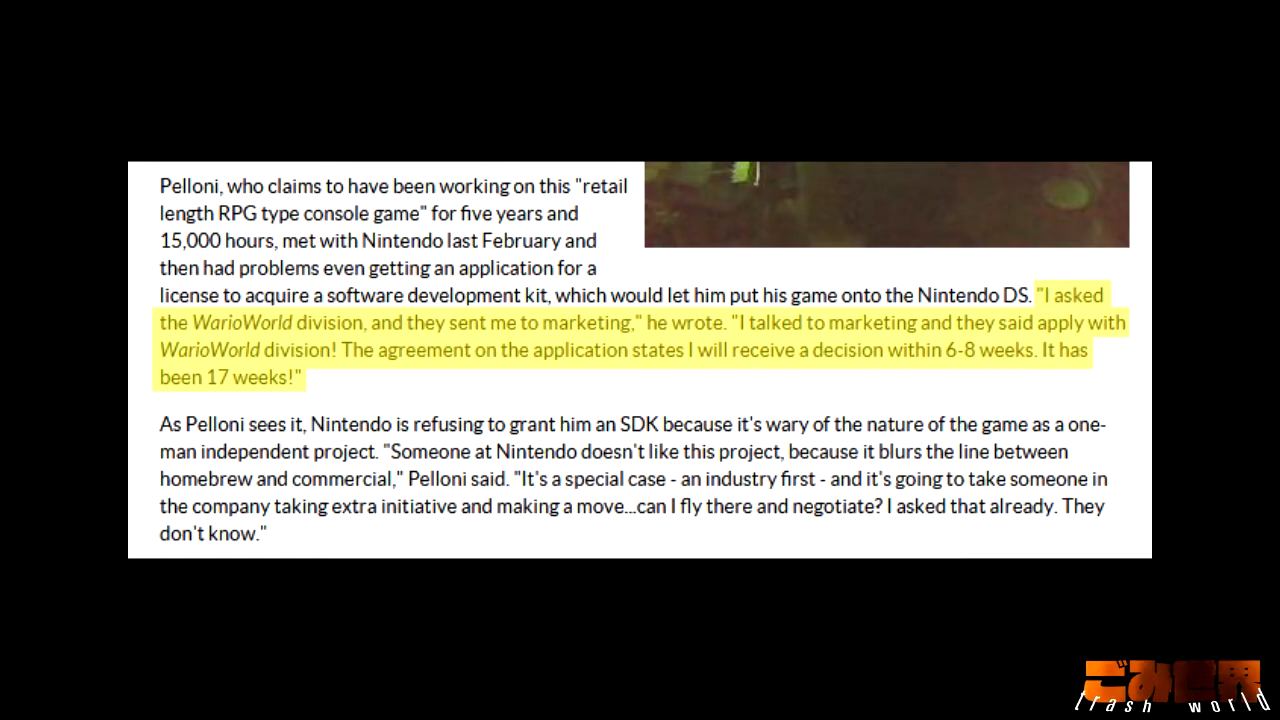 Pelloni, who claims to have been working on this "retail
length RPG type console game" for five years and
15,000 hours, met with Nintendo last February and
then had problems even getting an application for a
license to acquire a software development kit, which would let him put his game onto the Nintendo DS. "I asked
the WarioWorld division, and they sent me to marketing," he wrote. "I talked to marketing and they said apply with
WarioWorld division! The agreement on the application states I will receive a decision within 6-8 weeks. It has
been 17 weeks!"
As Pelloni sees it, Nintendo is refusing to grant him an SDK because it's wary of the nature of the game as a one-
man independent project. "Someone at Nintendo doesn't like this project, because it blurs the line between
homebrew and commercial," Pelloni said. "It's a special case - an industry first - and it's going to take someone in
the company taking extra initiative and making a move...can I fly there and negotiate? I asked that already. They
don't know."
ごみ世界
trash world